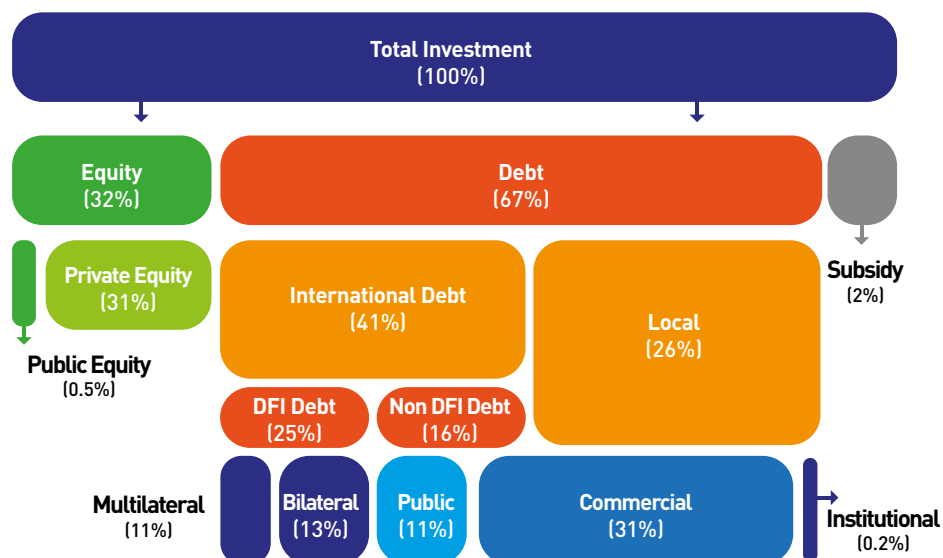 Total Investment
(100%)
Equity
(32%)
Debt
(67%)
Subsidy
(2%)
Private Equity
(31%)
Public Equity
(0.5%)
International Debt
(41%)
Local
(26%)
DFI Debt
(25%)
Non DFI Debt
(16%)
Multilateral
(11%)
Bilateral
(13%)
Public
(11%)
Commercial
(31%)
Institutional
(0.2%)